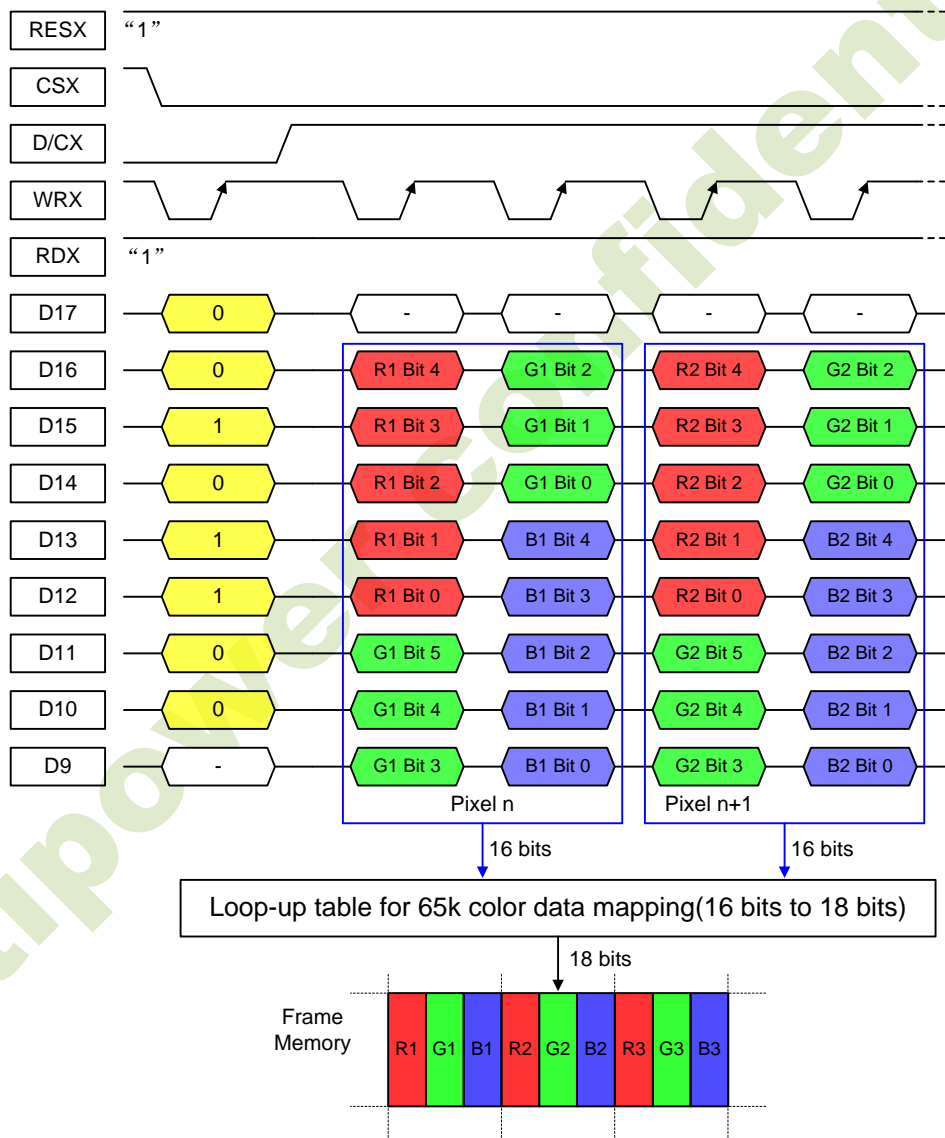 RESX “1”
CSX
D/CX
WRX
RDX “1”
D17 0 - - - -
D16 0 R1 Bit 4 G1 Bit 2 R2 Bit 4 G2 Bit 2
D15 1 R1 Bit 3 G1 Bit 1 R2 Bit 3 G2 Bit 1
D14 0 R1 Bit 2 G1 Bit 0 R2 Bit 2 G2 Bit 0
D13 1 R1 Bit 1 B1 Bit 4 R2 Bit 1 B2 Bit 4
D12 1 R1 Bit 0 B1 Bit 3 R2 Bit 0 B2 Bit 3
D11 0 G1 Bit 5 B1 Bit 2 G2 Bit 5 B2 Bit 2
D10 0 G1 Bit 4 B1 Bit 1 G2 Bit 4 B2 Bit 1
D9 - G1 Bit 3 B1 Bit 0 G2 Bit 3 B2 Bit 0
Pixel n Pixel n+1
16 bits 16 bits
Loop-up table for 65k color data mapping(16 bits to 18 bits)
18 bits
Frame
Memory
R1 G1 B1 R2 G2 B2 R3 G3 B3